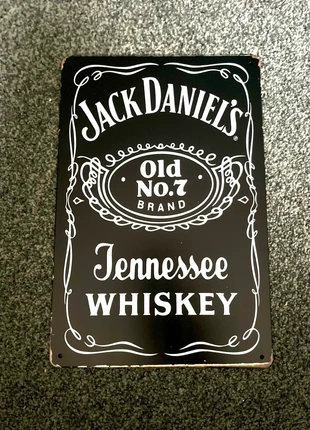 JACK DANIEL'S
Old
No.7
BRAND
Tennessee
WHISKEY